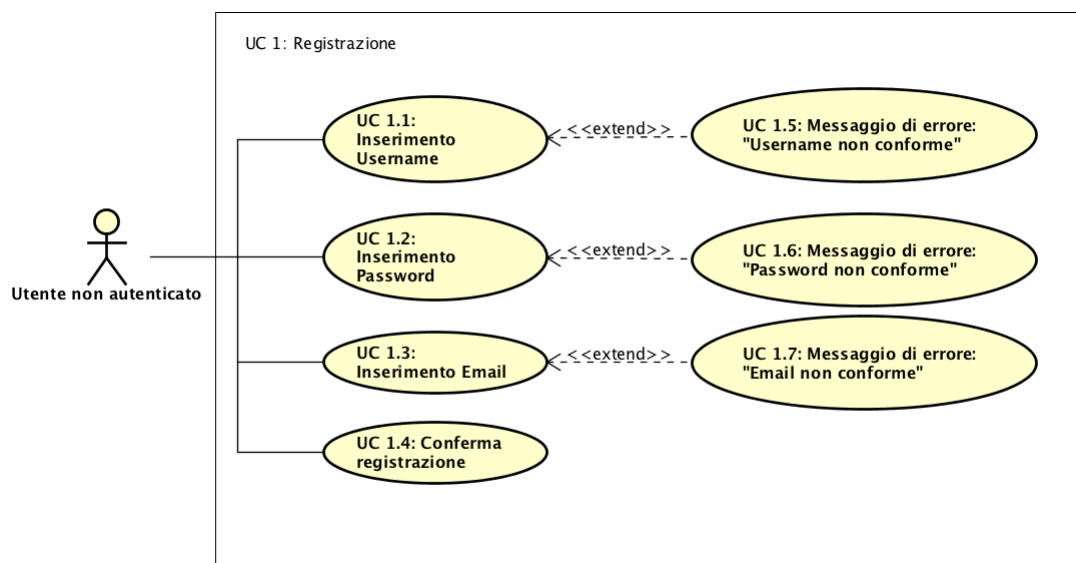 UC 1: Registrazione
UC 1.1:
Inserimento
Username
<<extend>>
UC 1.5: Messaggio di errore:
"Username non conforme"
Utente non autenticato
UC 1.2:
Inserimento
Password
<<extend>>
UC 1.6: Messaggio di errore:
"Password non conforme"
UC 1.3:
Inserimento Email
<<extend>>
UC 1.7: Messaggio di errore:
"Email non conforme"
UC 1.4: Conferma
registrazione